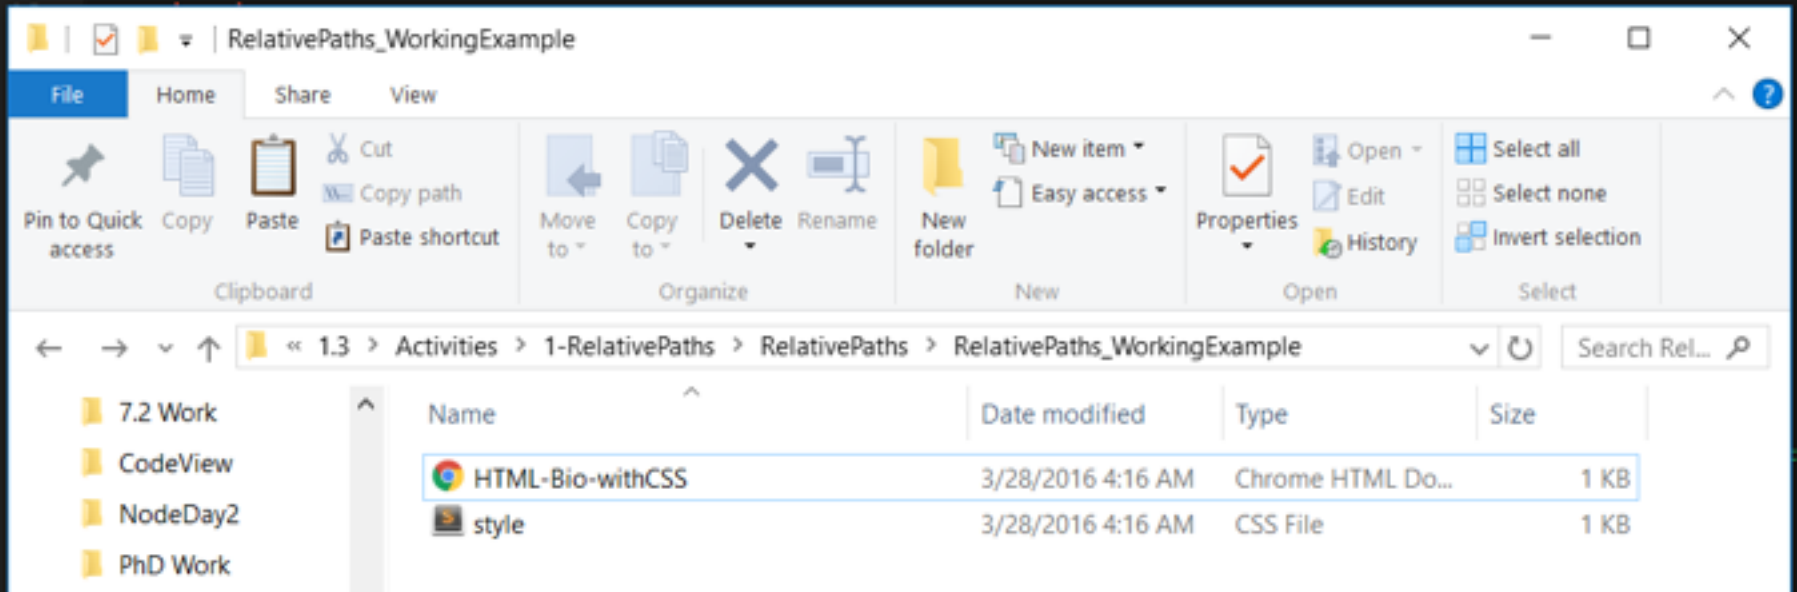 RelativePaths_WorkingExample
File Home Share View
Pin to Quick access
Copy
Paste
Cut
Copy path
Paste shortcut
Clipboard
Move to
Copy to
Delete
Rename
Organize
New folder
New item
Easy access
New
Properties
Open
Edit
History
Open
Select all
Select none
Invert selection
Select
« 1.3 > Activities > 1-RelativePaths > RelativePaths > RelativePaths_WorkingExample
Search Rel...
7.2 Work
CodeView
NodeDay2
PhD Work
Name Date modified Type Size
HTML-Bio-withCSS 3/28/2016 4:16 AM Chrome HTML Do... 1 KB
style 3/28/2016 4:16 AM CSS File 1 KB